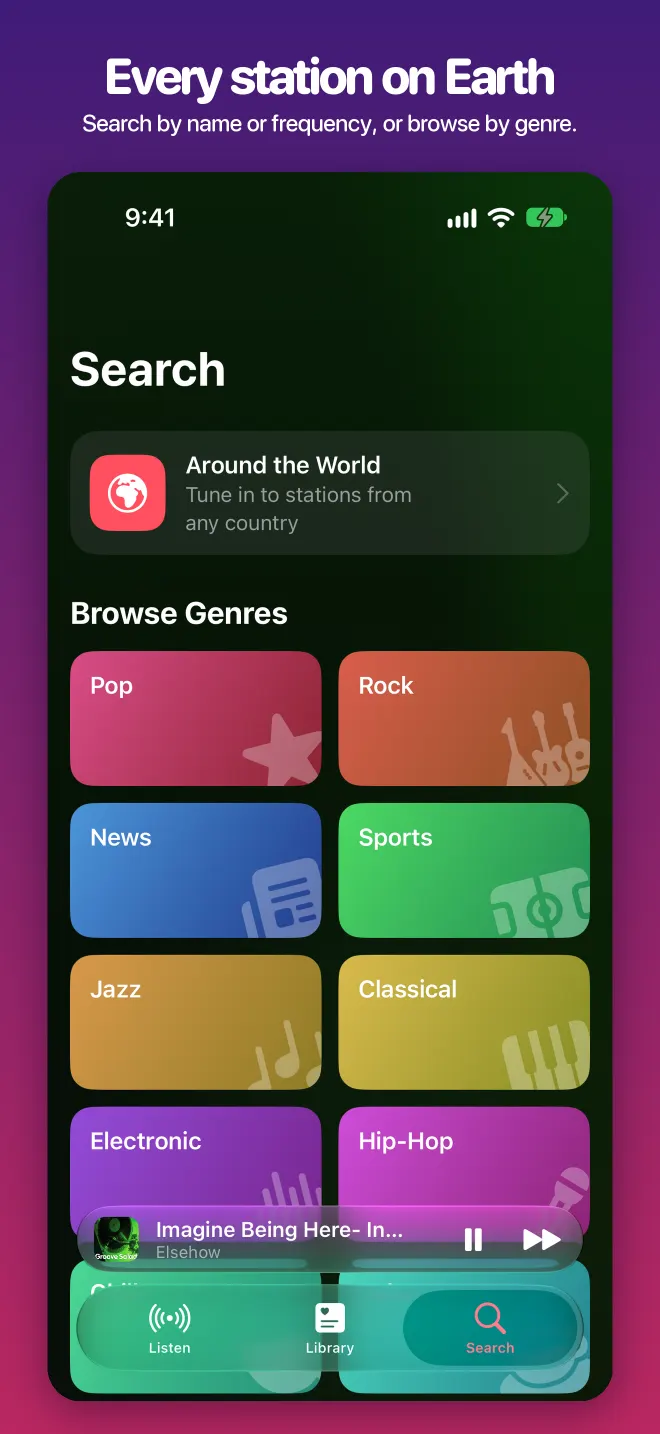 Every station on Earth
Search by name or frequency, or browse by genre.
9:41
Search
Around the World
Tune in to stations from
any country
Browse Genres
Pop
Rock
News
Sports
Jazz
Classical
Electronic
Hip-Hop
Imagine Being Here- In...
Elsehow
Listen
Library
Search